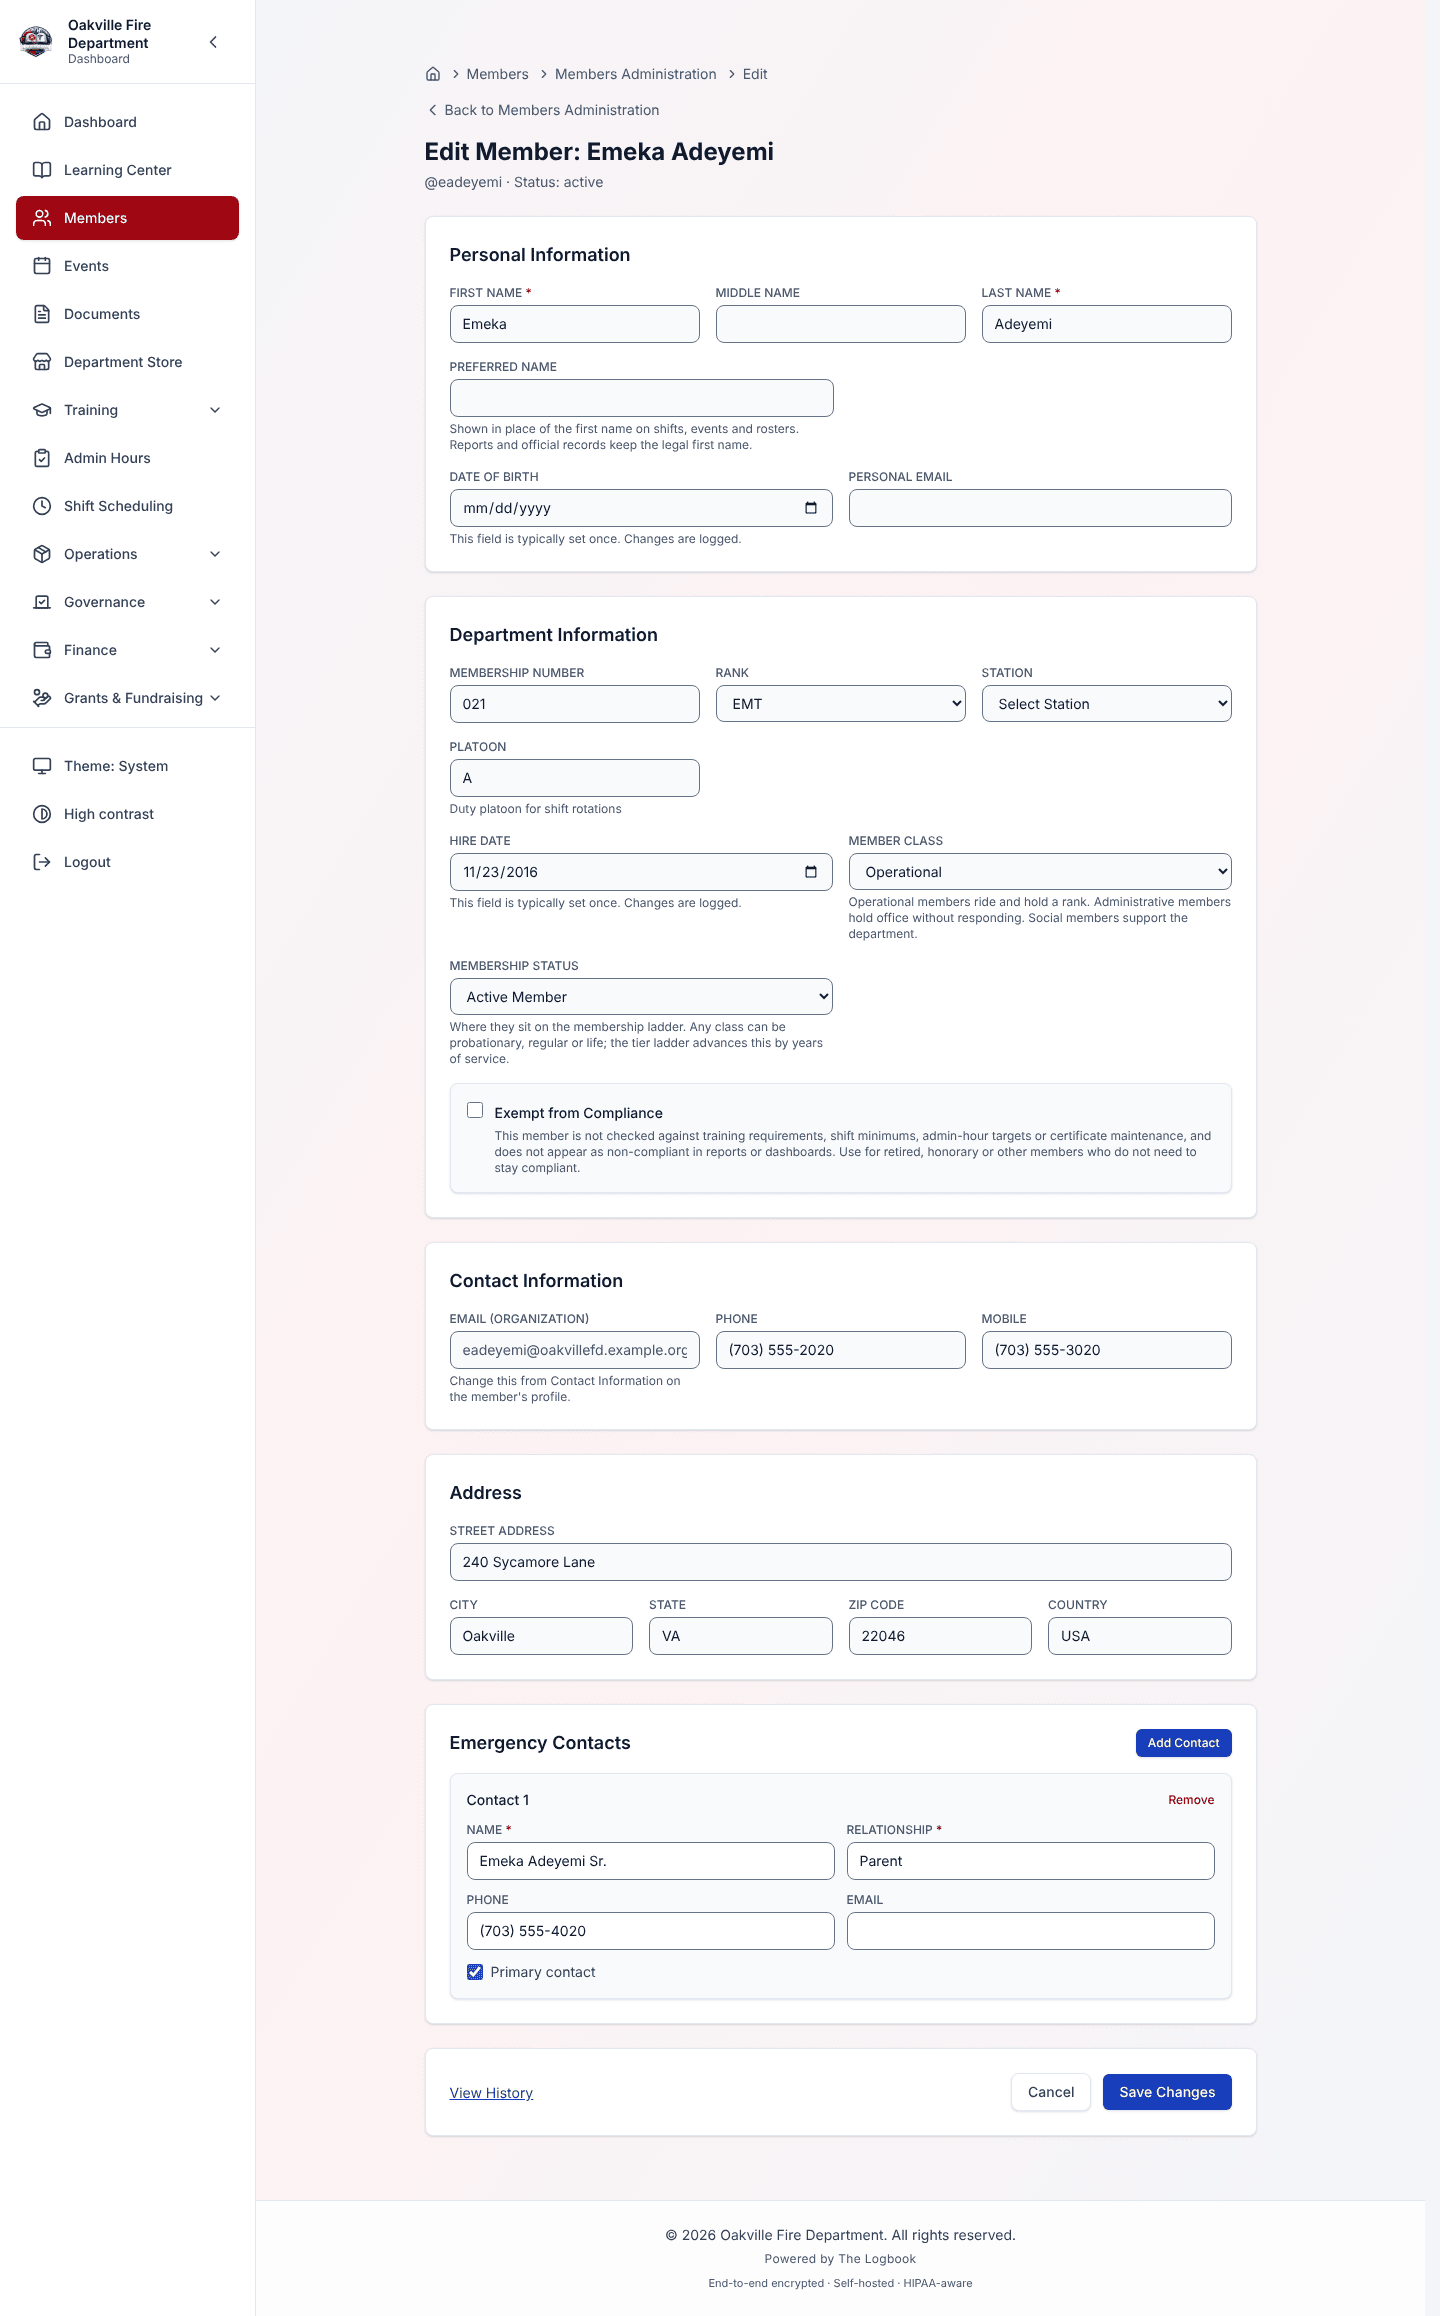 Oakville Fire
Department
Dashboard
Dashboard
Learning Center
Members
Events
Documents
Department Store
Training
Admin Hours
Shift Scheduling
Operations
Governance
Finance
Grants & Fundraising
Theme: System
High contrast
Logout
Members
Members Administration
Edit
Back to Members Administration
Edit Member: Emeka Adeyemi
@eadeyemi · Status: active
Personal Information
FIRST NAME *
MIDDLE NAME
LAST NAME *
Emeka
Adeyemi
PREFERRED NAME
Shown in place of the first name on shifts, events and rosters.
Reports and official records keep the legal first name.
DATE OF BIRTH
PERSONAL EMAIL
mm/dd/yyyy
This field is typically set once. Changes are logged.
Department Information
MEMBERSHIP NUMBER
RANK
STATION
021
EMT
Select Station
PLATOON
A
Duty platoon for shift rotations
HIRE DATE
MEMBER CLASS
11/23/2016
Operational
This field is typically set once. Changes are logged.
Operational members ride and hold a rank. Administrative members
hold office without responding. Social members support the
department.
MEMBERSHIP STATUS
Active Member
Where they sit on the membership ladder. Any class can be
probationary, regular or life; the tier ladder advances this by years
of service.
Exempt from Compliance
This member is not checked against training requirements, shift minimums, admin-hour targets or certificate maintenance, and
does not appear as non-compliant in reports or dashboards. Use for retired, honorary or other members who do not need to
stay compliant.
Contact Information
EMAIL (ORGANIZATION)
PHONE
MOBILE
eadeyemi@oakvillefd.example.org
(703) 555-2020
(703) 555-3020
Change this from Contact Information on
the member's profile.
Address
STREET ADDRESS
240 Sycamore Lane
CITY
STATE
ZIP CODE
COUNTRY
Oakville
VA
22046
USA
Emergency Contacts
Add Contact
Contact 1
Remove
NAME *
RELATIONSHIP *
Emeka Adeyemi Sr.
Parent
PHONE
EMAIL
(703) 555-4020
Primary contact
View History
Cancel
Save Changes
© 2026 Oakville Fire Department. All rights reserved.
Powered by The Logbook
End-to-end encrypted · Self-hosted · HIPAA-aware